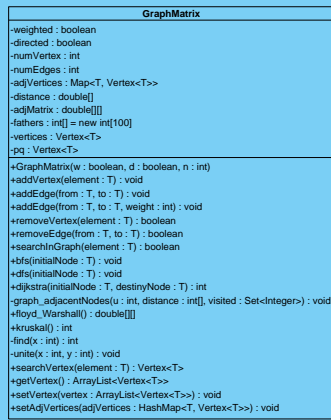 GraphMatrix
-weighted : boolean
-directed : boolean
-numVertex : int
-numEdges : int
-adjVertices : Map<T, Vertex<T>>
-distance : double[]
-adjMatrix : double[][]
-fathers : int[] = new int[100]
-vertices : Vertex<T>
-pq : Vertex<T>
+GraphMatrix(w : boolean, d : boolean, n : int)
+addVertex(element : T) : void
+addEdge(from : T, to : T) : void
+addEdge(from : T, to : T, weight : int) : void
+removeVertex(element : T) : boolean
+removeEdge(from : T, to : T) : boolean
+searchInGraph(element : T) : boolean
+bfs(initialNode : T) : void
+dfs(initialNode : T) : void
+dijkstra(initialNode : T, destinyNode : T) : int
-graph_adjacentNodes(u : int, distance : int[], visited : Set<Integer>) : void
+floyd_Warshall() : double[][]
+kruskal() : int
-find(x : int) : int
-unite(x : int, y : int) : void
+searchVertex(element : T) : Vertex<T>
+getVertex() : ArrayList<Vertex<T>>
+setVertex(vertex : ArrayList<Vertex<T>>) : void
+setAdjVertices(adjVertices : HashMap<T, Vertex<T>>) : void